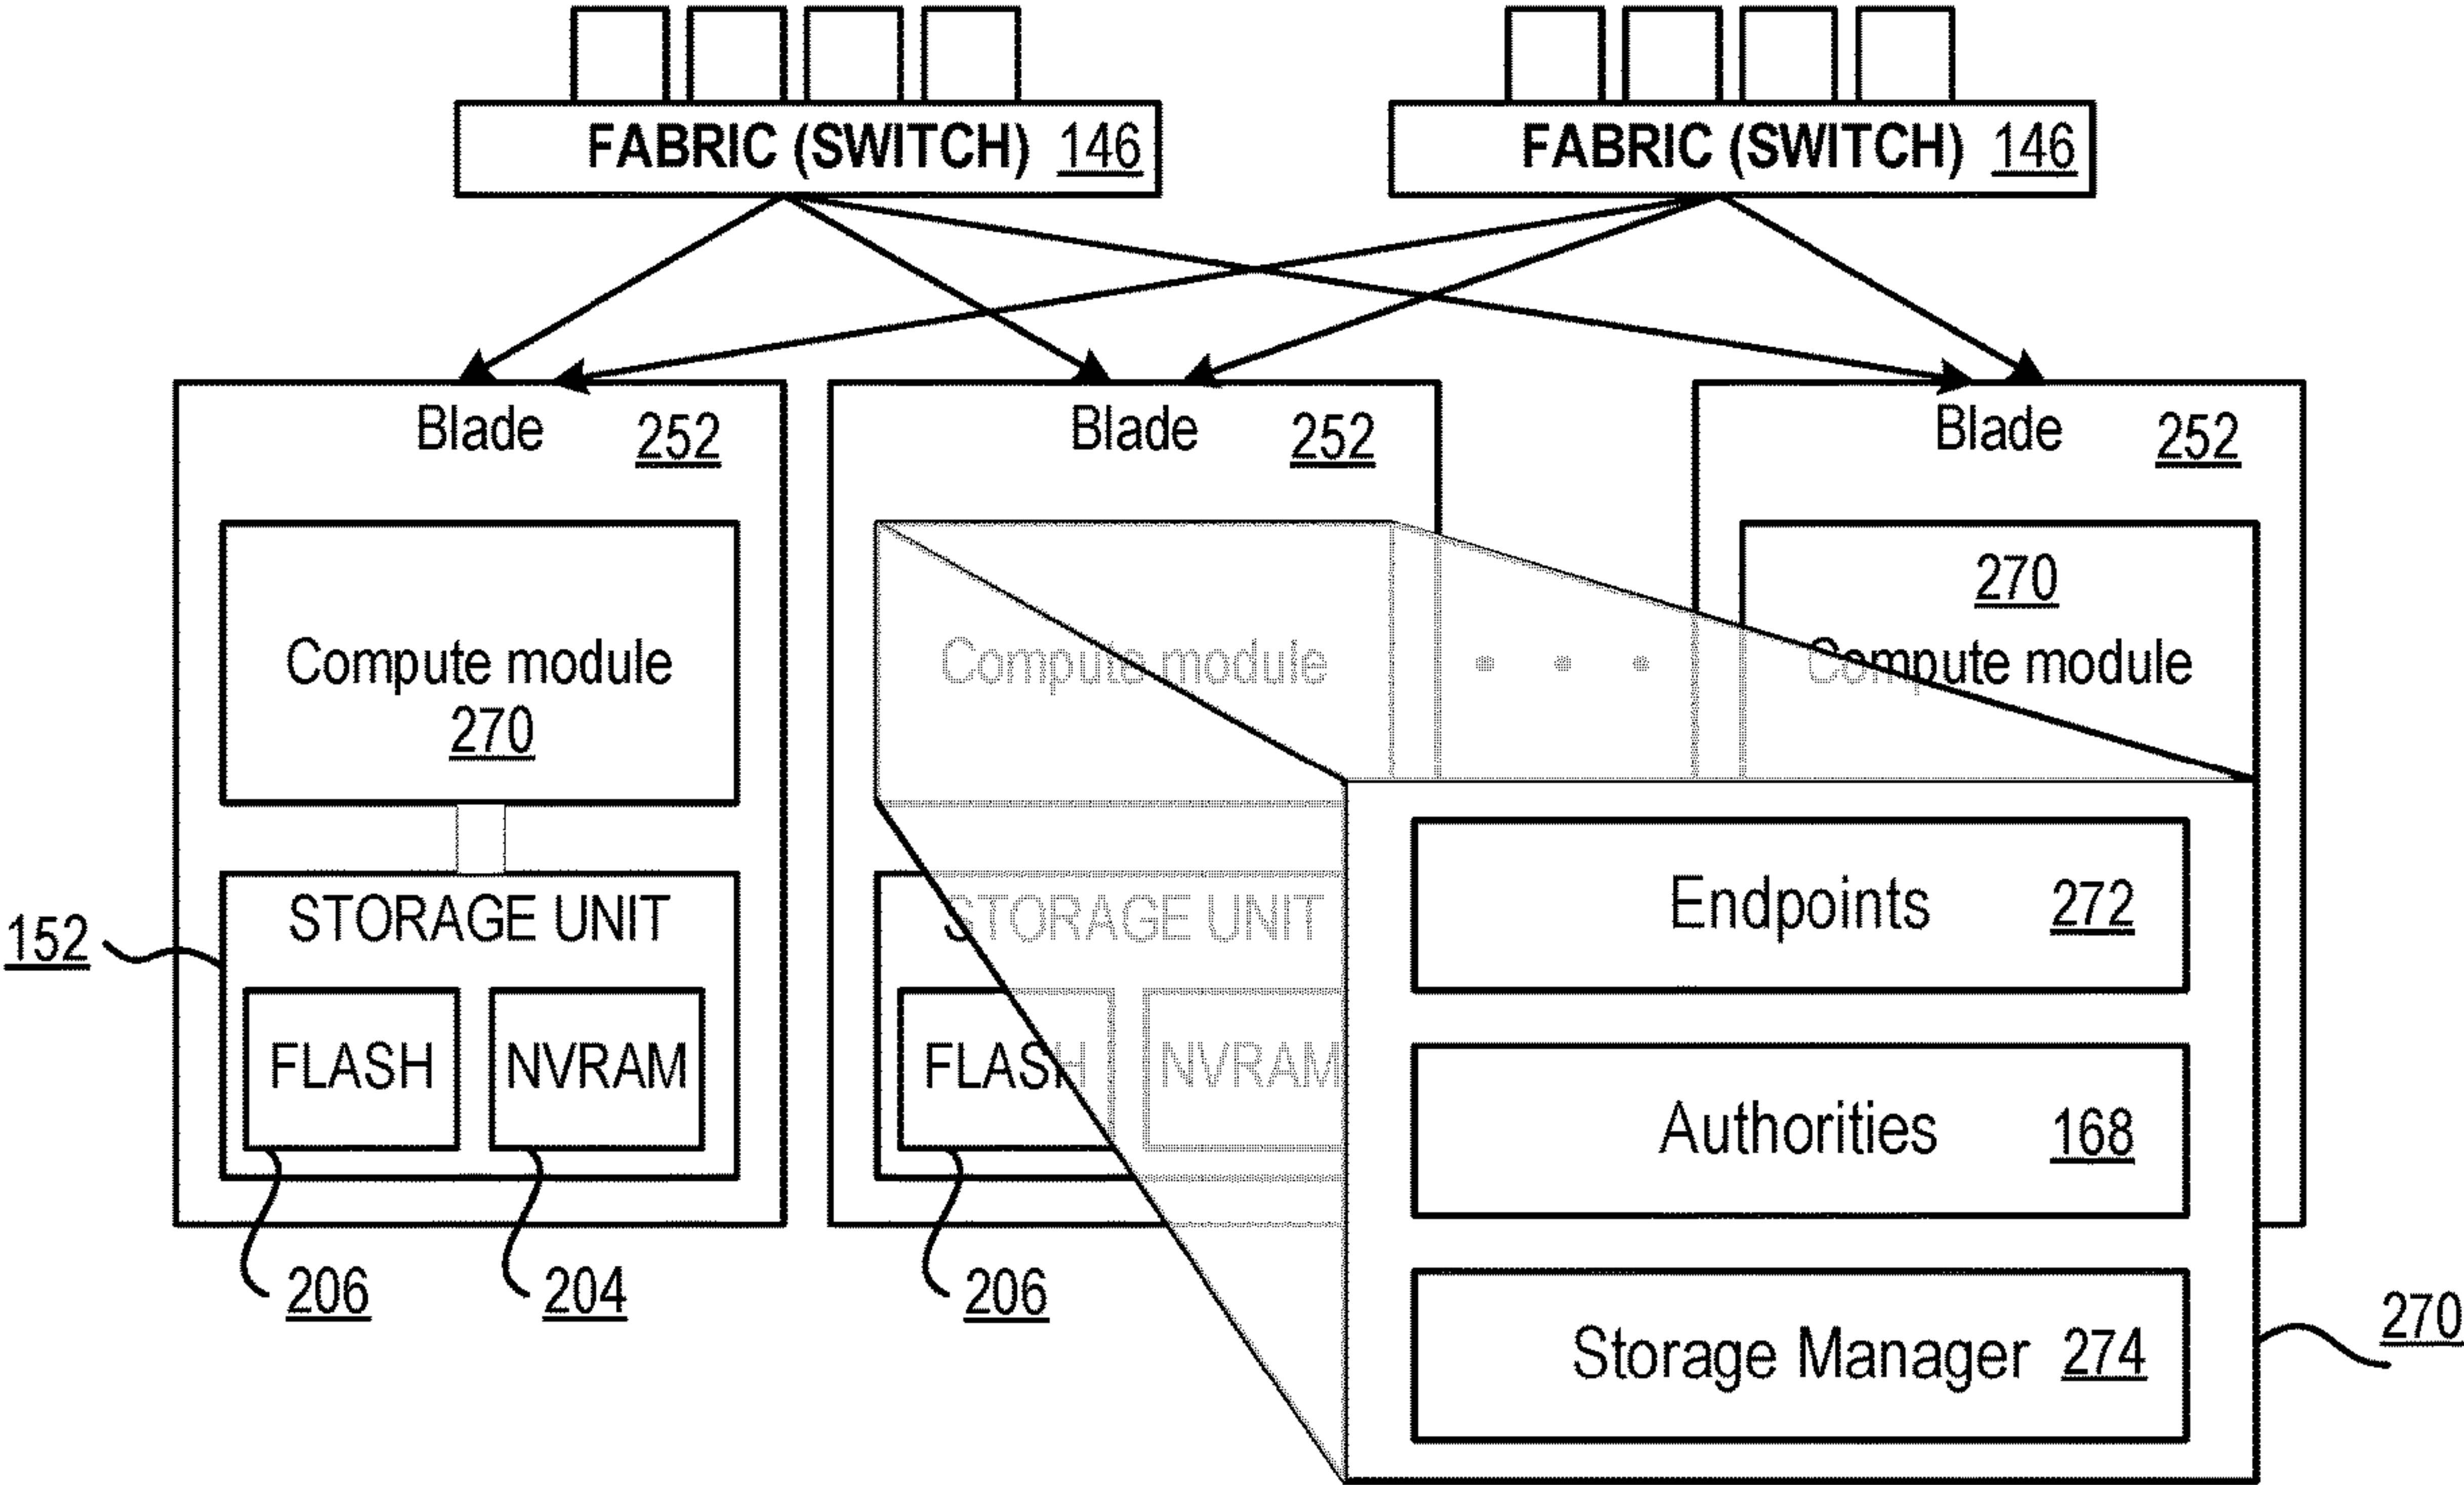 FABRIC (SWITCH) 146
FABRIC (SWITCH) 146
Blade 252
Blade 252
Blade 252
Compute module
270
Compute module
270
Compute module
STORAGE UNIT
152
FLASH
NVRAM
206
204
STORAGE UNIT
FLASH
NVRAM
206
Endpoints 272
Authorities 168
Storage Manager 274
270